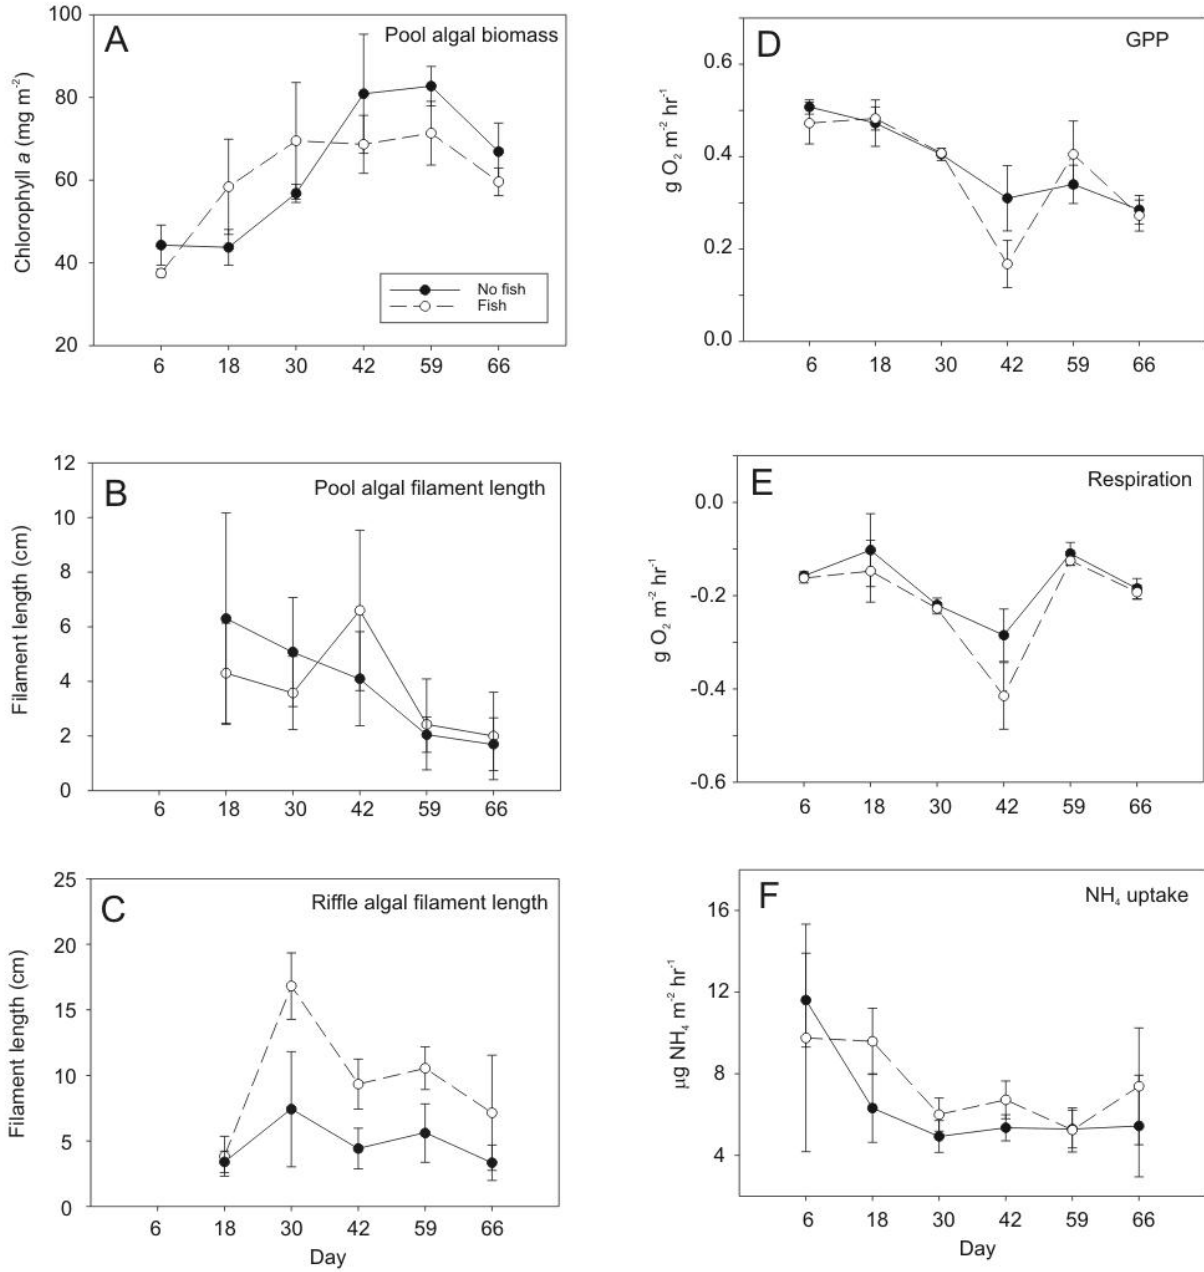 A
Pool algal biomass
Chlorophyll a (mg m⁻²)
100
80
60
40
20
No fish
Fish
6 18 30 42 59 66
B
Pool algal filament length
Filament length (cm)
12
10
8
6
4
2
0
6 18 30 42 59 66
C
Riffle algal filament length
Filament length (cm)
25
20
15
10
5
0
6 18 30 42 59 66
Day
D
GPP
g O₂ m⁻² hr⁻¹
0.6
0.4
0.2
0.0
6 18 30 42 59 66
E
Respiration
g O₂ m⁻² hr⁻¹
0.0
-0.2
-0.4
-0.6
6 18 30 42 59 66
F
NH₄ uptake
µg NH₄ m⁻² hr⁻¹
16
12
8
4
6 18 30 42 59 66
Day